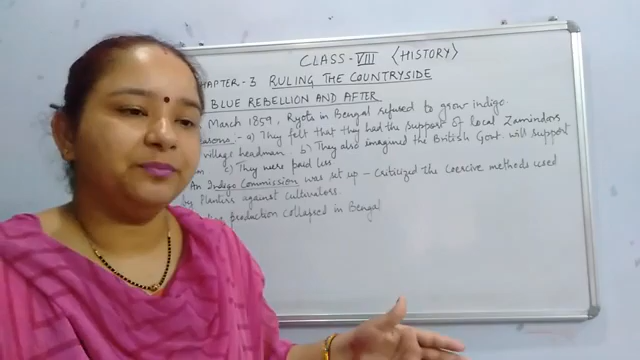 CLASS-VIII <HISTORY>
CHAPTER-3 RULING THE COUNTRYSIDE
BLUE REBELLION AND AFTER
March 1859, Ryots in Bengal refused to grow indigo.
:- a) They felt that they had the support of local Zamindars
village headman. b) They also imagined the British Govt. will support
c) They were paid less.
An Indigo Commission was set up - Criticized the Coercive methods used
by Planters against cultivators.
production collapsed in Bengal